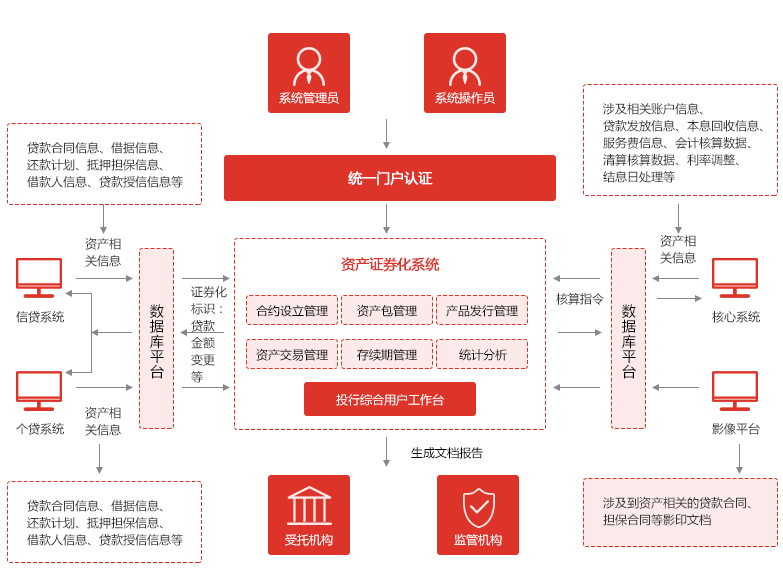 系统管理员
系统操作员
统一门户认证
贷款合同信息、借据信息、
还款计划、抵押担保信息、
借款人信息、贷款授信信息等
涉及相关账户信息、
贷款发放信息、本息回收信息、
服务费信息、会计核算数据、
清算核算数据、利率调整、
结息日处理等
资产相
关信息
信贷系统
个贷系统
资产相
关信息
数据库平台
证券化
标识：
贷款
金额
变更
等
资产证券化系统
合约设立管理
资产包管理
产品发行管理
资产交易管理
存续期管理
统计分析
投行综合用户工作台
核算指令
数据库平台
资产相
关信息
核心系统
影像平台
生成文档报告
受托机构
监管机构
贷款合同信息、借据信息、
还款计划、抵押担保信息、
借款人信息、贷款授信信息等
涉及到资产相关的贷款合同、
担保合同等影印文档